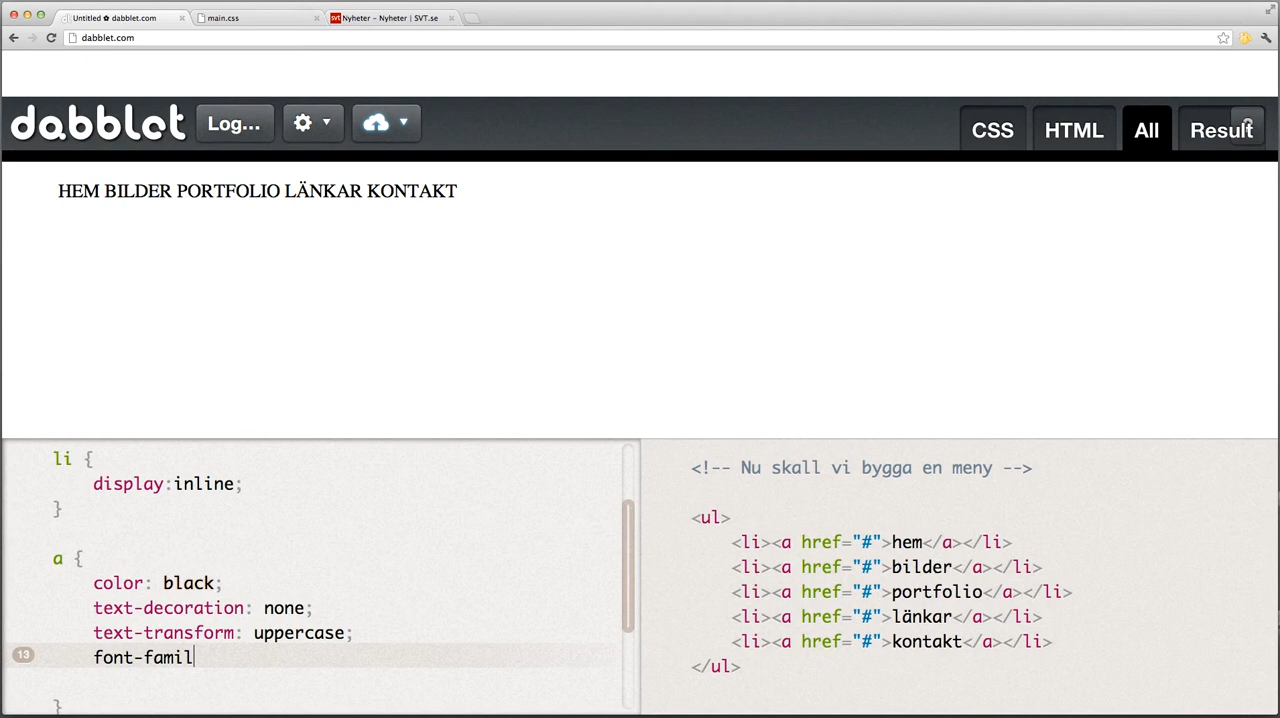 Untitled ✿ dabblet.com
main.css
svt Nyheter – Nyheter | SVT.se
dabblet.com
dabblet
Log...
CSS
HTML
All
Result
HEM BILDER PORTFOLIO LÄNKAR KONTAKT
li {
display:inline;
}
a {
color: black;
text-decoration: none;
text-transform: uppercase;
13
font-famil
}
<!-- Nu skall vi bygga en meny -->
<ul>
<li><a href="#">hem</a></li>
<li><a href="#">bilder</a></li>
<li><a href="#">portfolio</a></li>
<li><a href="#">länkar</a></li>
<li><a href="#">kontakt</a></li>
</ul>